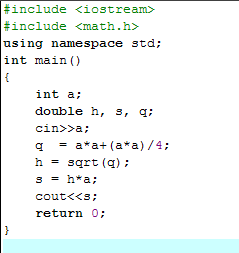 #include <iostream>
#include <math.h>
using namespace std;
int main()
{
    int a;
    double h, s, q;
    cin>>a;
    q  = a*a+(a*a)/4;
    h = sqrt(q);
    s = h*a;
    cout<<s;
    return 0;
}